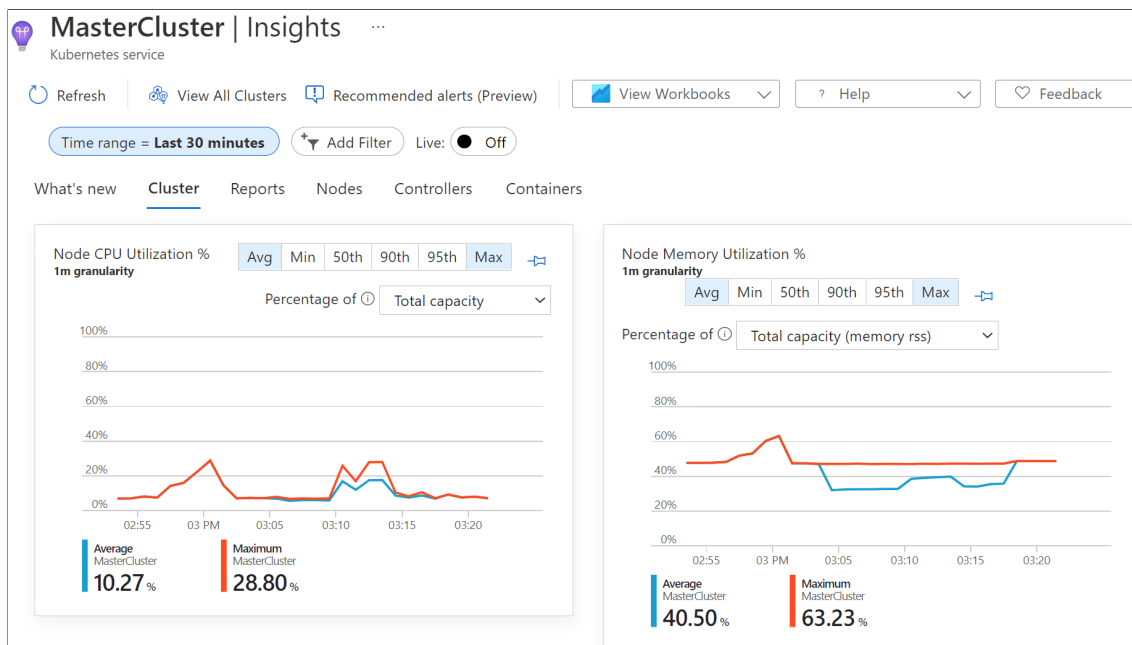 MasterCluster | Insights ...
Kubernetes service
Refresh View All Clusters Recommended alerts (Preview) View Workbooks ? Help Feedback
Time range = Last 30 minutes Add Filter Live: Off
What's new Cluster Reports Nodes Controllers Containers
Node CPU Utilization %
1m granularity
Avg Min 50th 90th 95th Max
Percentage of Total capacity
100%
80%
60%
40%
20%
0%
02:55 03 PM 03:05 03:10 03:15 03:20
Average
MasterCluster
10.27 %
Maximum
MasterCluster
28.80 %
Node Memory Utilization %
1m granularity
Avg Min 50th 90th 95th Max
Percentage of Total capacity (memory rss)
100%
80%
60%
40%
20%
0%
02:55 03 PM 03:05 03:10 03:15 03:20
Average
MasterCluster
40.50 %
Maximum
MasterCluster
63.23 %